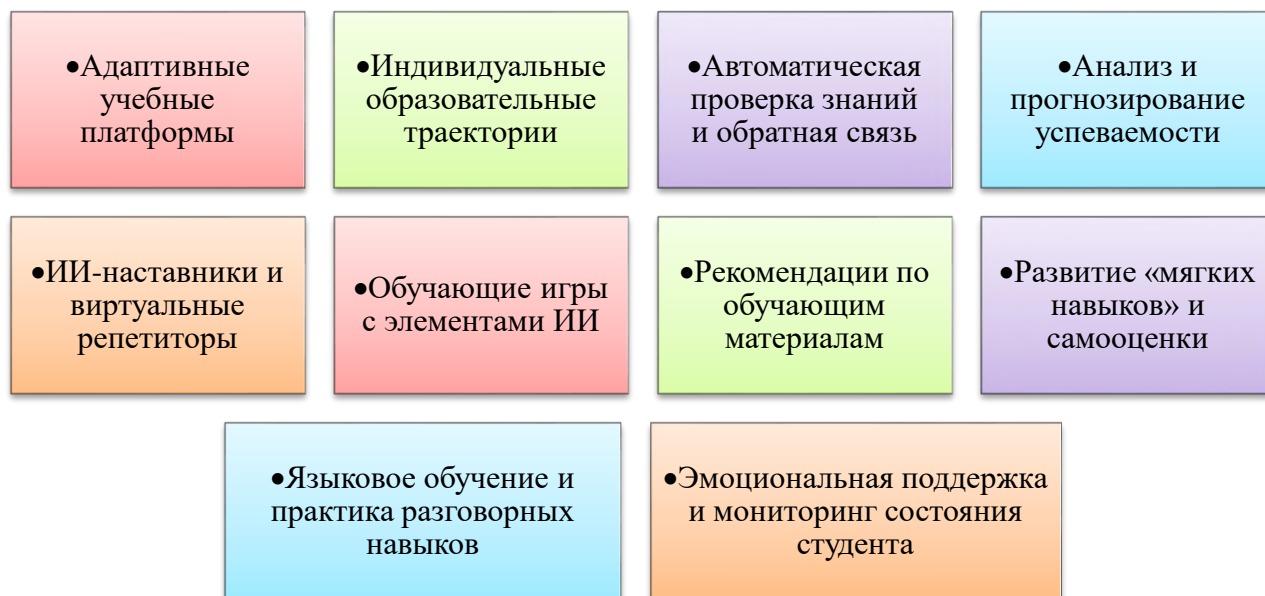 •Адаптивные
учебные
платформы
•Индивидуальные
образовательные
траектории
•Автоматическая
проверка знаний
и обратная связь
•Анализ и
прогнозирование
успеваемости
•ИИ-наставники и
виртуальные
репетиторы
•Обучающие игры
с элементами ИИ
•Рекомендации по
обучающим
материалам
•Развитие «мягких
навыков» и
самооценки
•Языковое обучение и
практика разговорных
навыков
•Эмоциональная поддержка
и мониторинг состояния
студента